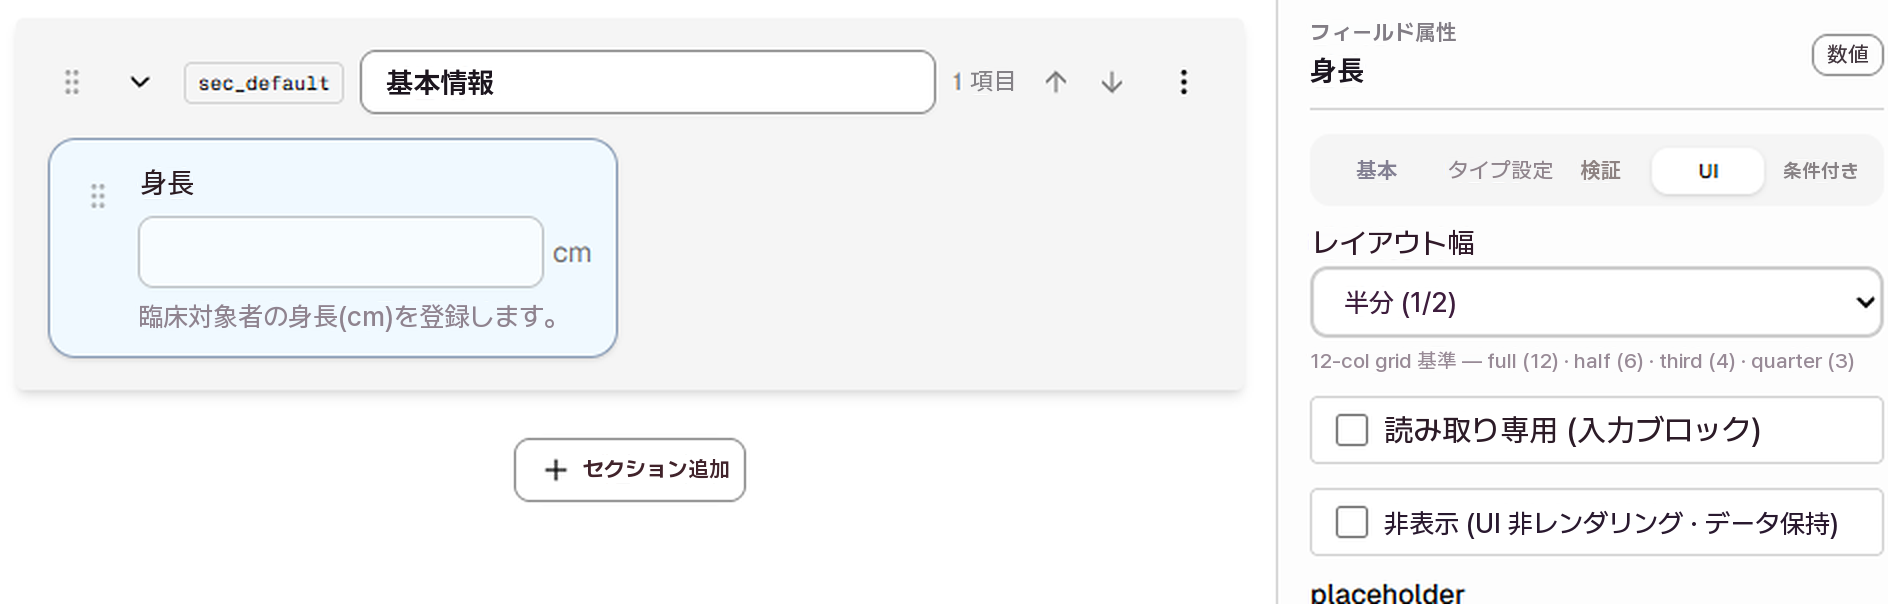 sec_default 基本情報 1 項目
身長
cm
臨床対象者の身長(cm)を登録します。
+ セクション追加
フィールド属性
身長
数値
基本 タイプ設定 検証 UI 条件付き
レイアウト幅
半分 (1/2)
12-col grid 基準 — full (12) · half (6) · third (4) · quarter (3)
読み取り専用 (入力ブロック)
非表示 (UI 非レンダリング · データ保持)
placeholder